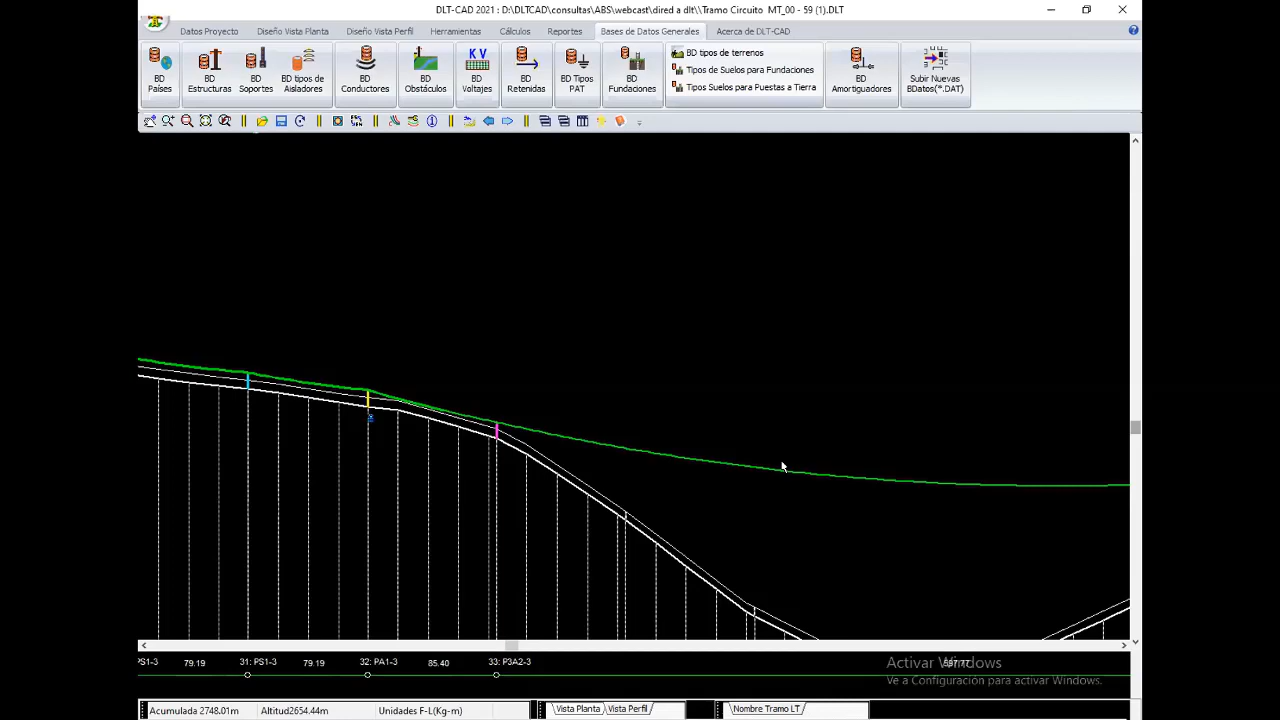 DLT-CAD 2021 : D:\DLTCAD\consultas\ABS\webcast\dired a dlt\\Tramo Circuito MT_00 - 59 (1).DLT
Datos Proyecto Diseño Vista Planta Diseño Vista Perfil Herramientas Cálculos Reportes Bases de Datos Generales Acerca de DLT-CAD
BD Países
BD Estructuras
BD Soportes
BD tipos de Aisladores
BD Conductores
BD Obstáculos
KV
BD Voltajes
BD Retenidas
BD Tipos PAT
BD Fundaciones
BD tipos de terrenos
Tipos de Suelos para Fundaciones
Tipos Suelos para Puestas a Tierra
BD Amortiguadores
Subir Nuevas BDatos(*.DAT)
PS1-3 79.19 31: PS1-3 79.19 32: PA1-3 85.40 33: P3A2-3
Activar Windows
Ve a Configuración para activar Windows.
Acumulada 2748.01m Altitud2654.44m Unidades F-L(Kg-m) Vista Planta Vista Perfil Nombre Tramo LT